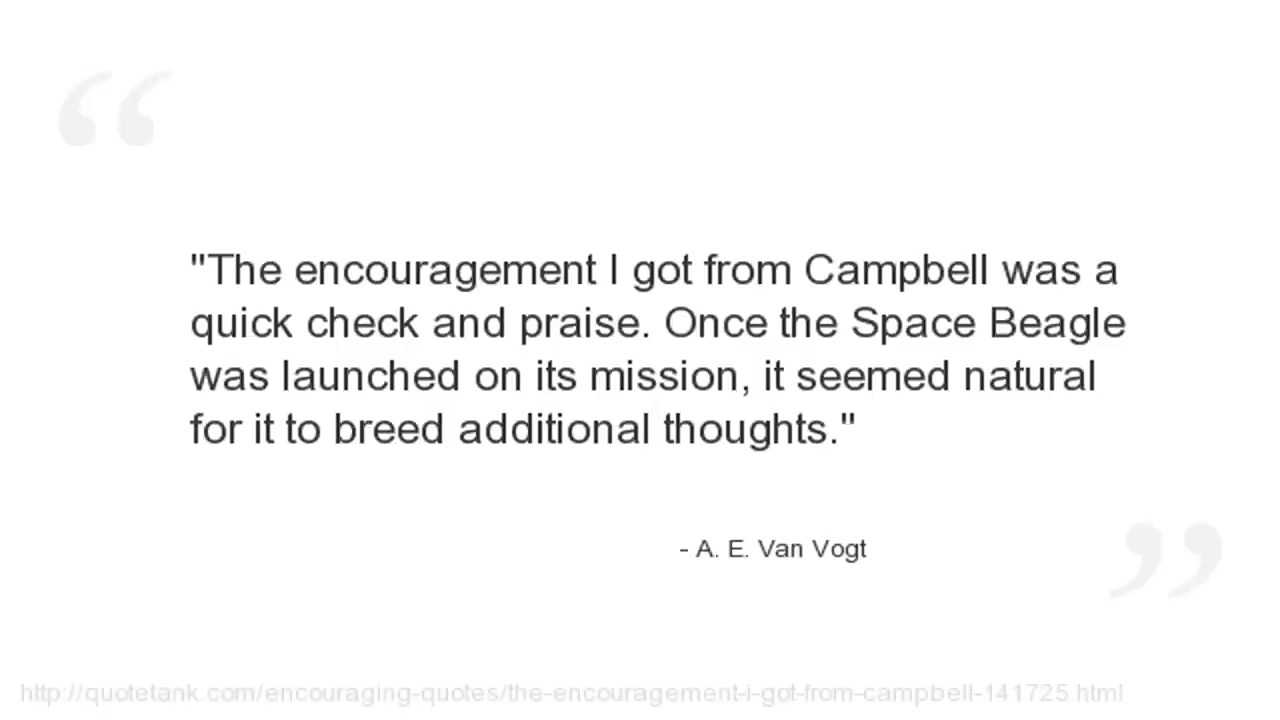 "The encouragement I got from Campbell was a
quick check and praise. Once the Space Beagle
was launched on its mission, it seemed natural
for it to breed additional thoughts."
- A. E. Van Vogt
http://quotetank.com/encouraging-quotes/the-encouragement-i-got-from-campbell-141725.html